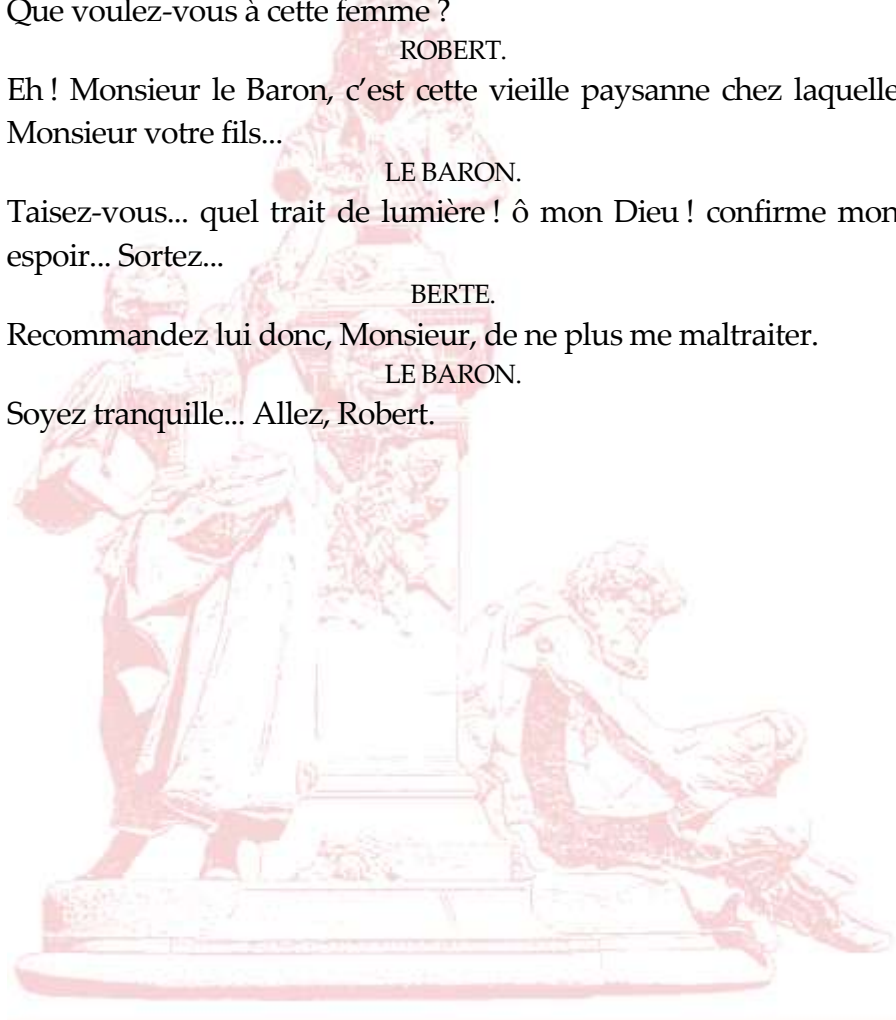 Que voulez-vous à cette femme ?
ROBERT.
Eh ! Monsieur le Baron, c’est cette vieille paysanne chez laquelle
Monsieur votre fils...
LE BARON.
Taisez-vous... quel trait de lumière ! ô mon Dieu ! confirme mon
espoir... Sortez...
BERTE.
Recommandez lui donc, Monsieur, de ne plus me maltraiter.
LE BARON.
Soyez tranquille... Allez, Robert.